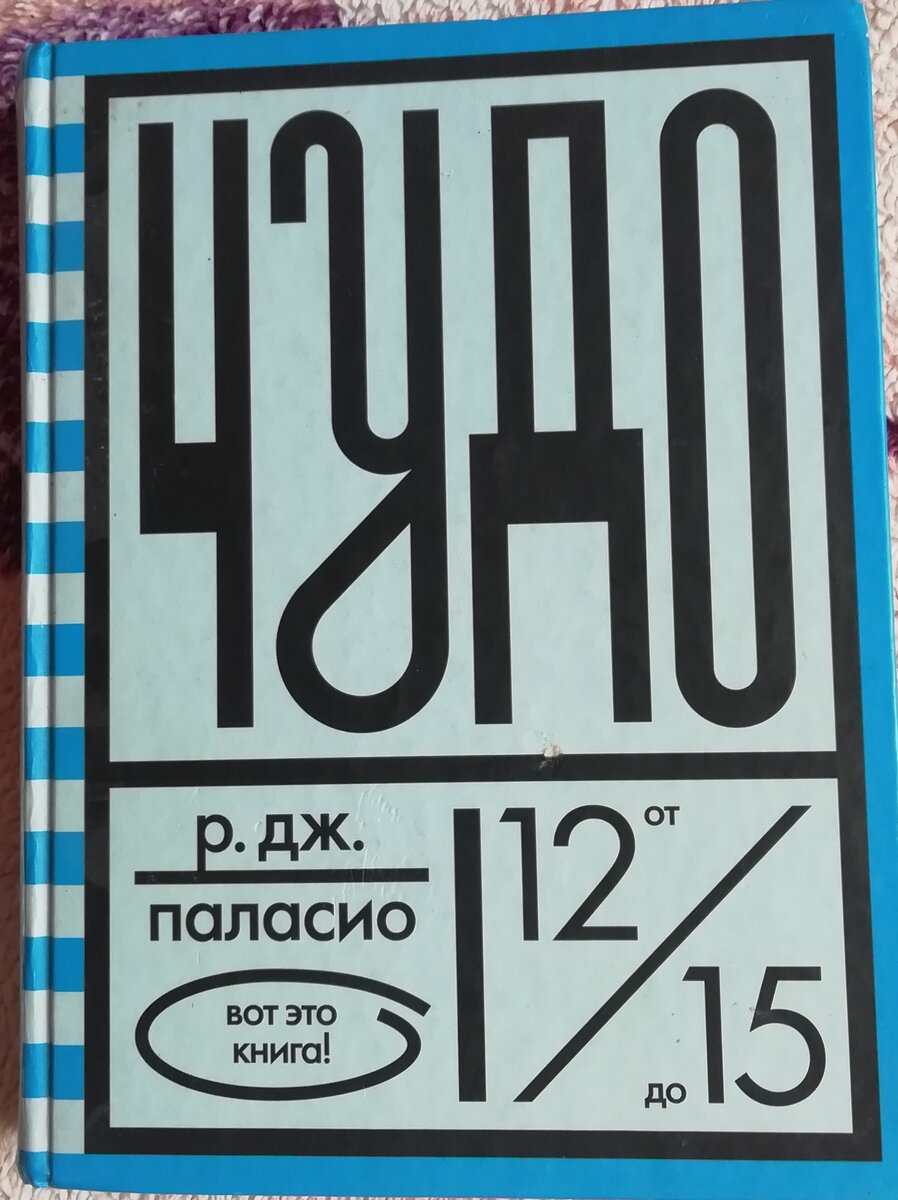 ЧУДО
р. дж.
паласио
вот это
книга!
от
12
до
15